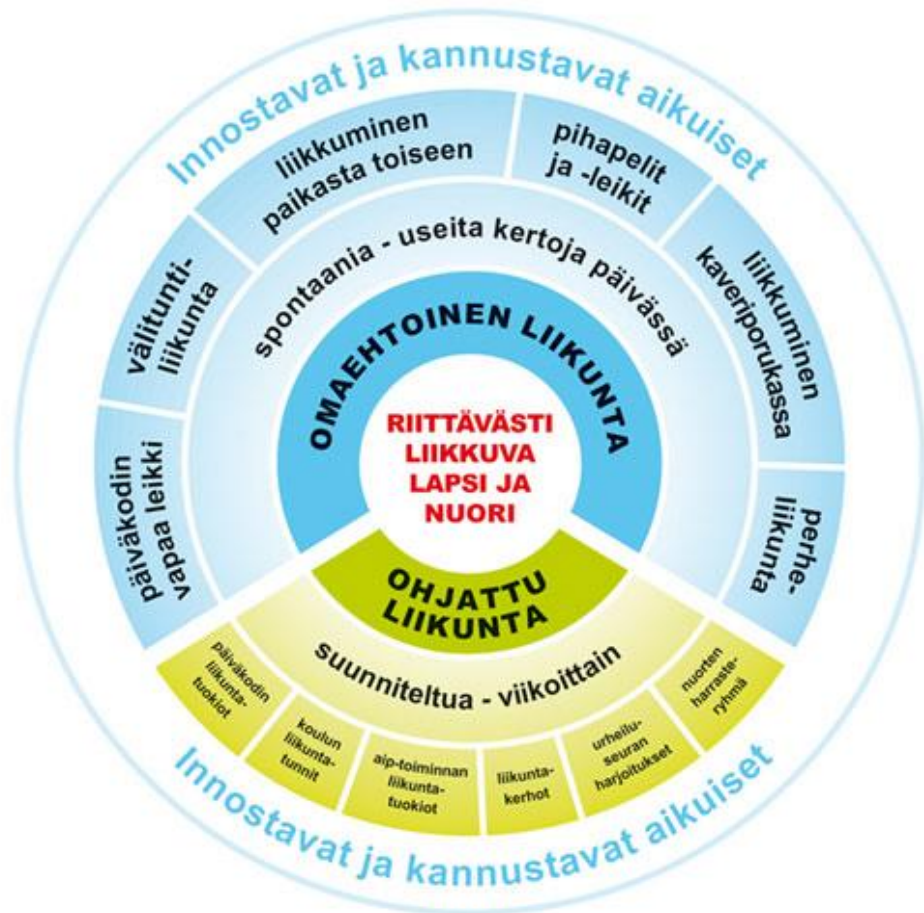 Innostavat ja kannustavat aikuiset
päiväkodin
vapaa leikki
välitunti-
liikunta
liikkuminen
paikasta toiseen
pihapelit
ja -leikit
liikkuminen
kaveriporukassa
perhe-
liikunta
spontaania - useita kertoja päivässä
OMAEHTOINEN LIIKUNTA
RIITTÄVÄSTI
LIIKKUVA
LAPSI JA
NUORI
OHJATTU
LIIKUNTA
suunniteltua - viikoittain
päiväkodin
liikunta-
tuokiot
koulun
liikunta-
tunnit
aip-toiminnan
liikunta-
tuokiot
liikunta-
kerhot
urheilu-
seuran
harjoitukset
nuorten
harraste-
ryhmä
Innostavat ja kannustavat aikuiset